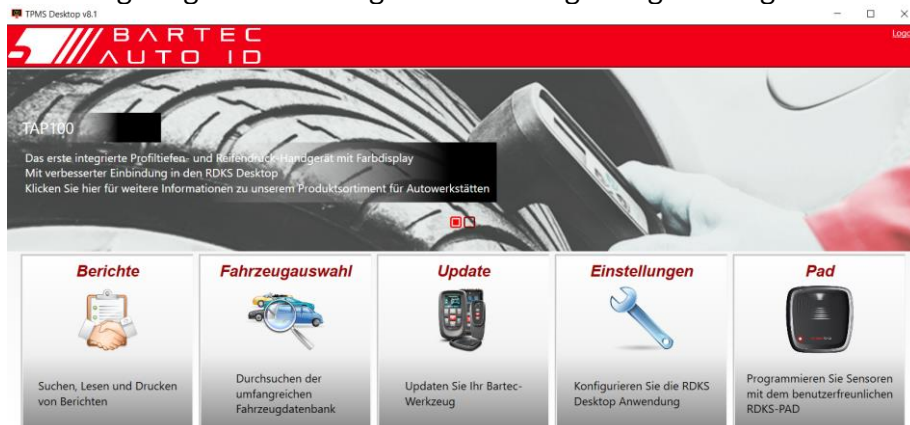 TPMS Desktop v8.1
BARTEC
AUTO ID
TAP100
Das erste integrierte Profiltiefen- und Reifendruck-Handgerät mit Farbdisplay
Mit verbesserter Einbindung in den RDKS Desktop
Klicken Sie hier für weitere Informationen zu unserem Produktsortiment für Autowerkstätten
Berichte
Suchen, Lesen und Drucken
von Berichten
Fahrzeugauswahl
Durchsuchen der
umfangreichen
Fahrzeugdatenbank
Update
Updaten Sie Ihr Bartec-
Werkzeug
Einstellungen
Konfigurieren Sie die RDKS
Desktop Anwendung
Pad
Programmieren Sie Sensoren
mit dem benutzerfreunlichen
RDKS-PAD